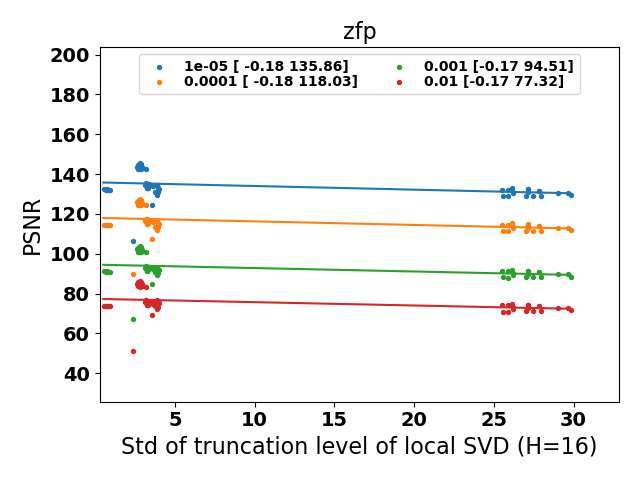 zfp
200
180
160
140
120
100
80
60
40
PSNR
1e-05 [ -0.18 135.86]
0.0001 [ -0.18 118.03]
0.001 [-0.17 94.51]
0.01 [-0.17 77.32]
5 10 15 20 25 30
Std of truncation level of local SVD (H=16)